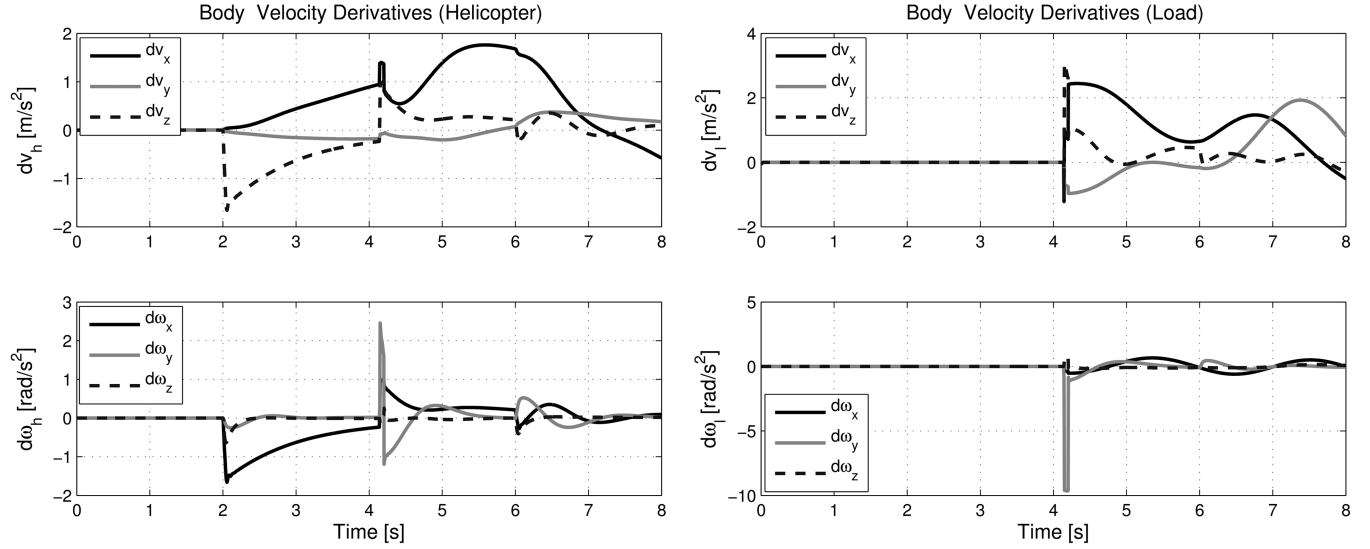 Body Velocity Derivatives (Helicopter)
dv_h [m/s^2]
2
1
0
−1
−2
dv_x
dv_y
dv_z
0 1 2 3 4 5 6 7 8
Body Velocity Derivatives (Load)
dv_l [m/s^2]
4
2
0
−2
dv_x
dv_y
dv_z
0 1 2 3 4 5 6 7 8
dω_h [rad/s^2]
3
2
1
0
−1
−2
dω_x
dω_y
dω_z
0 1 2 3 4 5 6 7 8
Time [s]
dω_l [rad/s^2]
5
0
−5
−10
dω_x
dω_y
dω_z
0 1 2 3 4 5 6 7 8
Time [s]